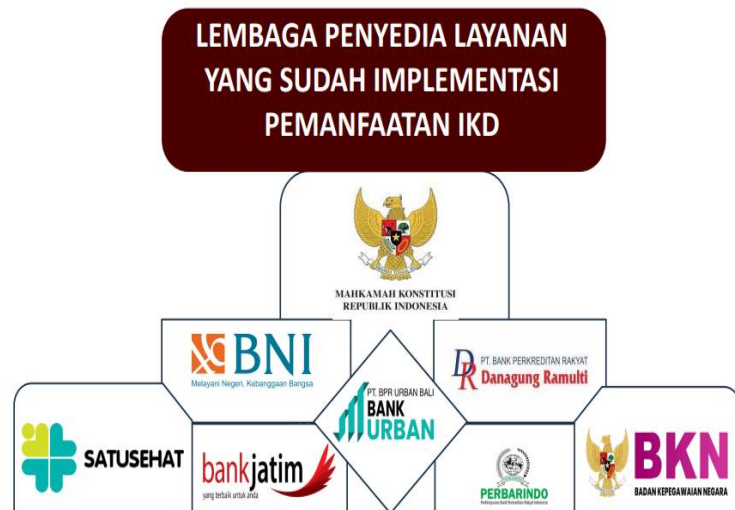 LEMBAGA PENYEDIA LAYANAN
YANG SUDAH IMPLEMENTASI
PEMANFAATAN IKD
MAHKAMAH KONSTITUSI
REPUBLIK INDONESIA
BNI
Melayani Negeri, Kebanggaan Bangsa
PT. BPR URBAN BALI
BANK
URBAN
DR
PT. BANK PERKREDITAN RAKYAT
Danagung Ramulti
SATUSEHAT
bankjatim
yang terbaik untuk anda
PERBARINDO
BKN
BADAN KEPEGAWAIAN NEGARA